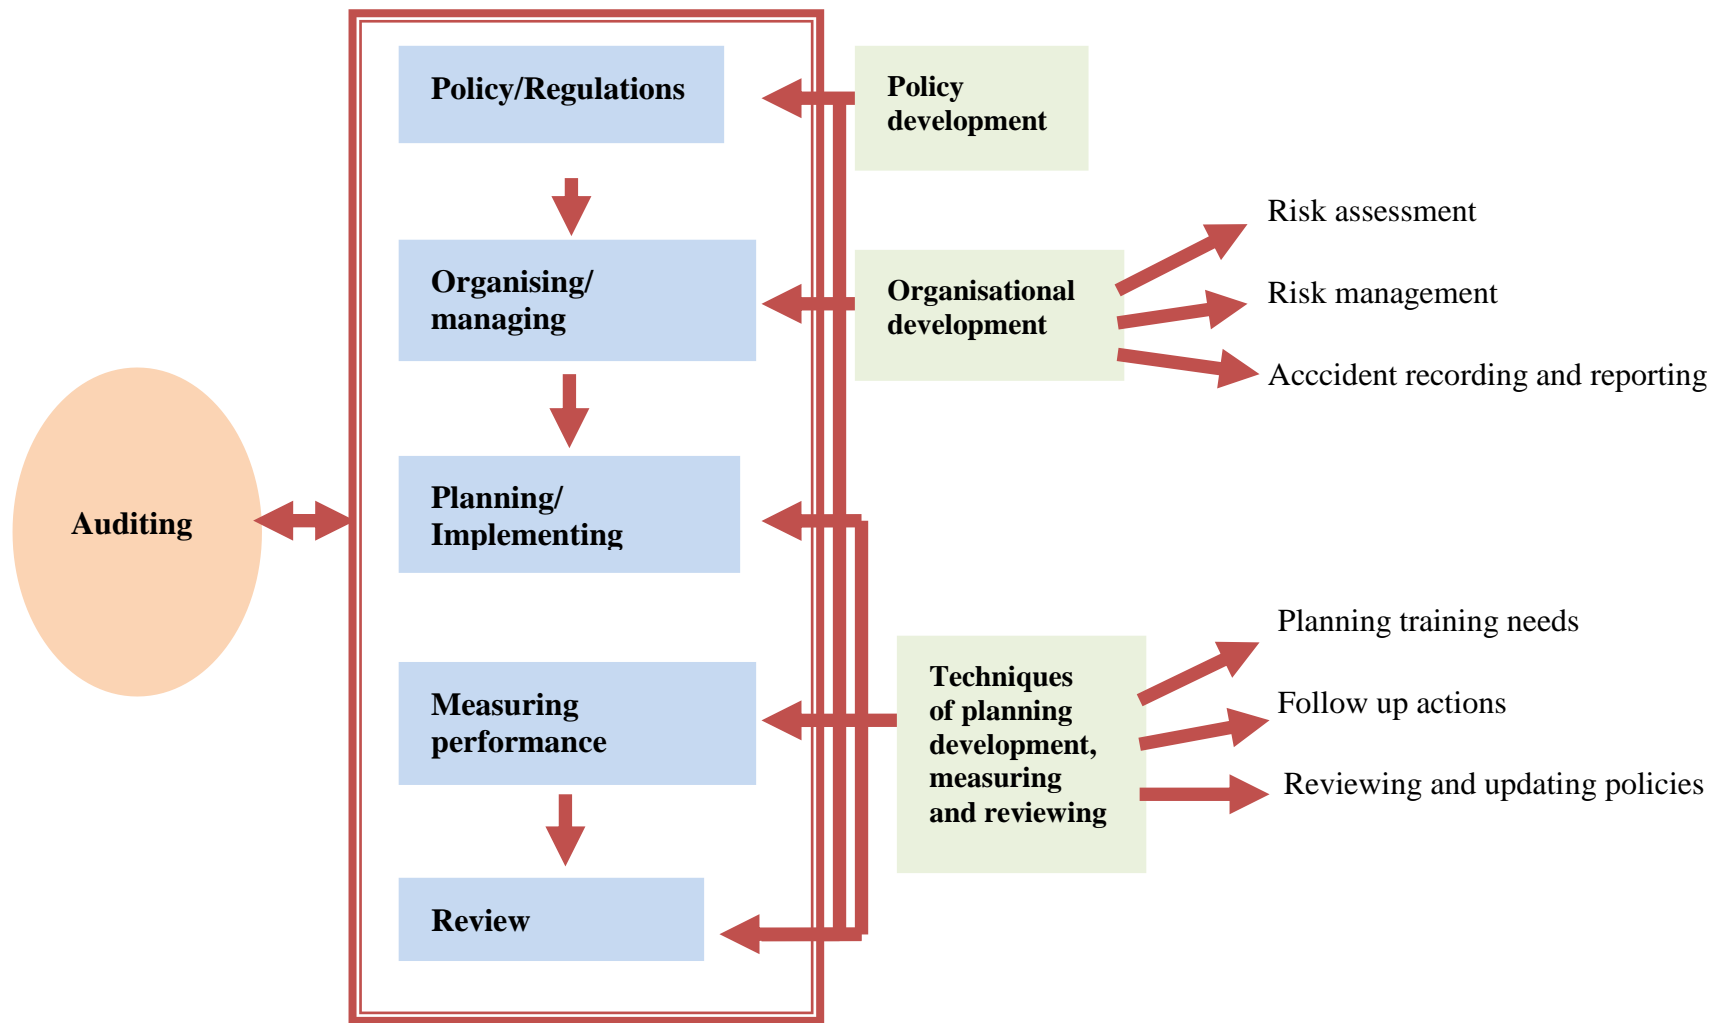 Policy/Regulations
Policy
development
Organising/
managing
Organisational
development
Risk assessment
Risk management
Acccident recording and reporting
Auditing
Planning/
Implementing
Measuring
performance
Techniques
of planning
development,
measuring
and reviewing
Planning training needs
Follow up actions
Reviewing and updating policies
Review